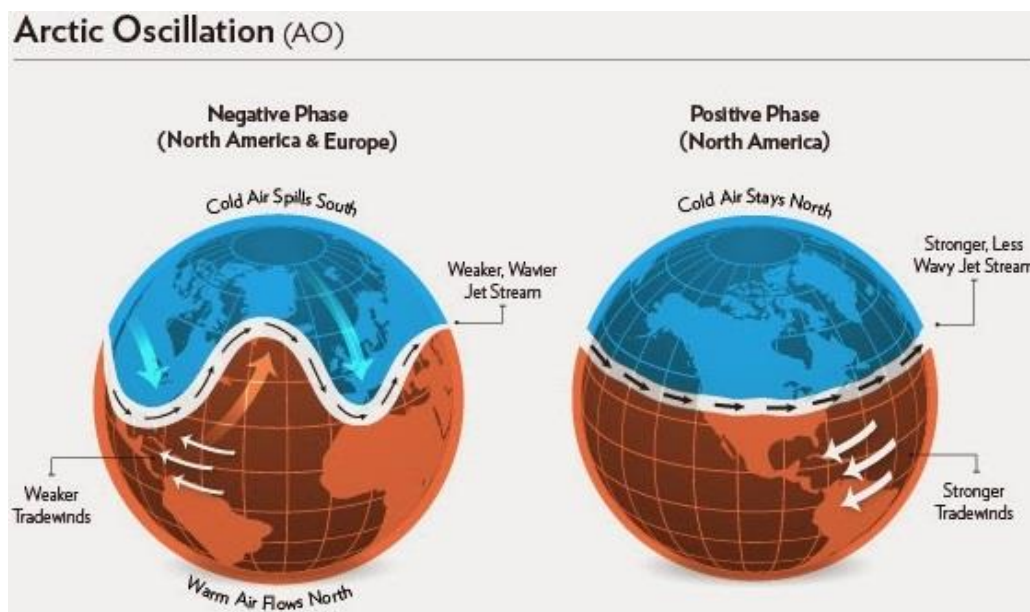 Arctic Oscillation (AO)
Negative Phase
(North America & Europe)
Cold Air Spills South
Weaker, Wavier
Jet Stream
Weaker
Tradewinds
Warm Air Flows North
Positive Phase
(North America)
Cold Air Stays North
Stronger, Less
Wavy Jet Stream
Stronger
Tradewinds